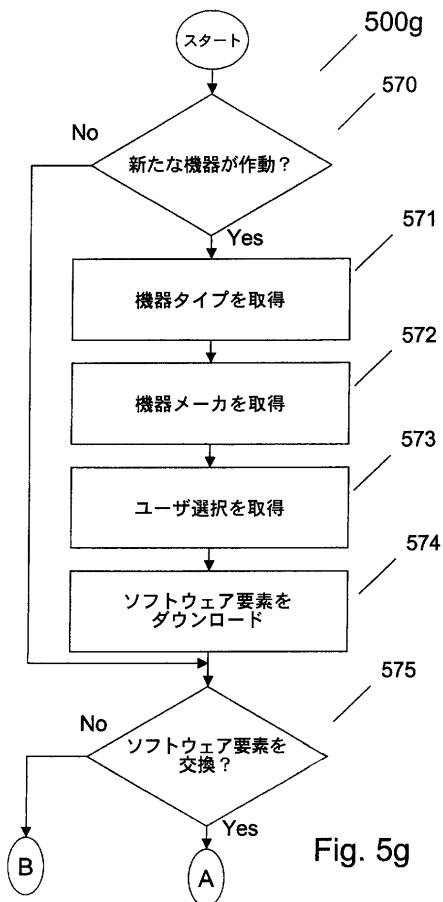 スタート
500g
570
No
新たな機器が作動？
Yes
571
機器タイプを取得
572
機器メーカを取得
573
ユーザ選択を取得
574
ソフトウェア要素を
ダウンロード
575
No
ソフトウェア要素を
交換？
Yes
B
A
Fig. 5g